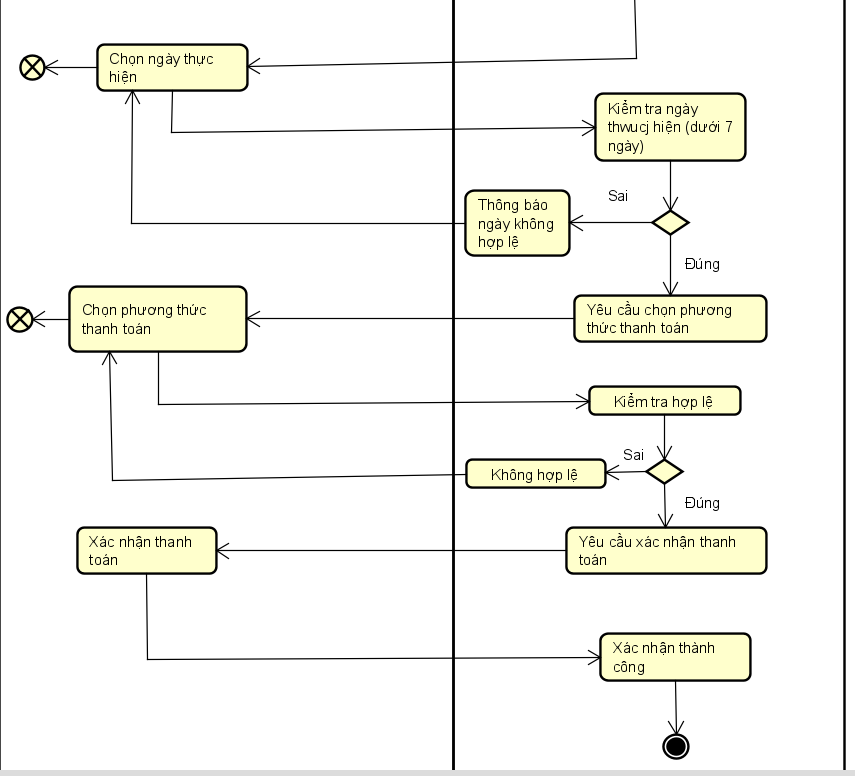 Chọn ngày thực
hiện
Kiểm tra ngày
thwucj hiện (dưới 7
ngày)
Sai
Thông báo
ngày không
hợp lệ
Đúng
Chọn phương thức
thanh toán
Yêu cầu chọn phương
thức thanh toán
Kiểm tra hợp lệ
Sai
Không hợp lệ
Đúng
Xác nhận thanh
toán
Yêu cầu xác nhận thanh
toán
Xác nhận thành
công